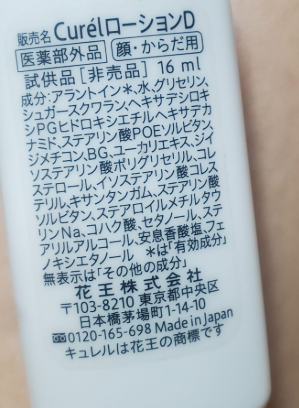 販売名 CurélローションD
医薬部外品 顔・からだ用
試供品[非売品] 16 ml
成分:アラントイン*、水、グリセリン、
シュガースクワラン、ヘキサデシロキ
シPGヒドロキシエチルヘキサデカ
ナミド、ステアリン酸POEソルビタン、
ジメチコン、BG、ユーカリエキス、ジイ
ソステアリン酸ポリグリセリル、コレ
ステロール、イソステアリン酸コレス
テリル、キサンタンガム、ステアリン酸
ソルビタン、ステアロイルメチルタウ
リンNa、コハク酸、セタノール、ステ
アリルアルコール、安息香酸塩、フェ
ノキシエタノール *は「有効成分」
無表示は「その他の成分」
花王株式会社
〒103-8210 東京都中央区
日本橋茅場町1-14-10
0120-165-698 Made in Japan
キュレルは花王の商標です